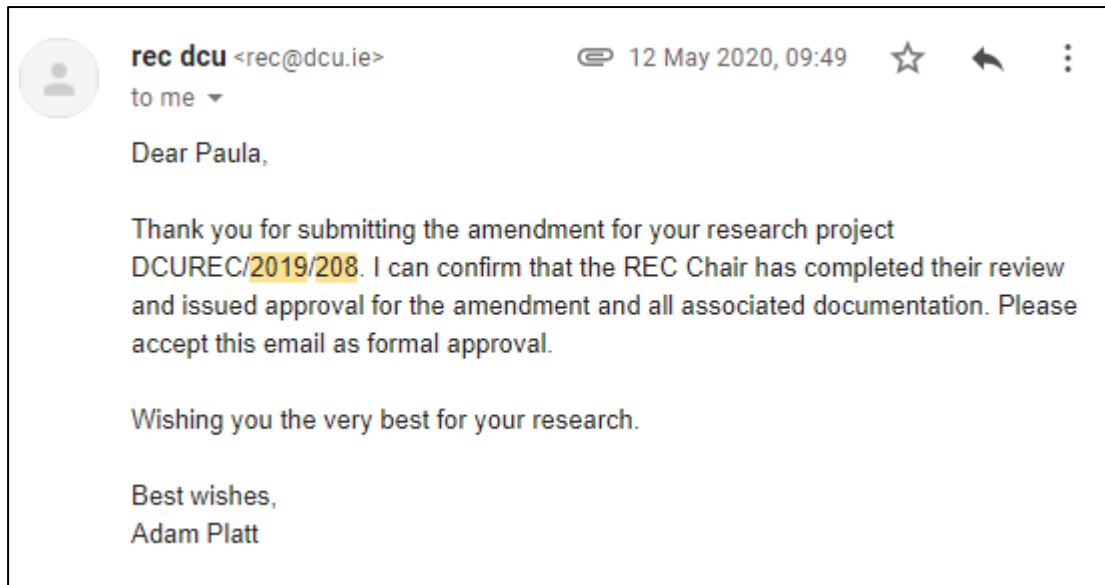 rec dcu <rec@dcu.ie> 12 May 2020, 09:49
to me
Dear Paula,
Thank you for submitting the amendment for your research project
DCUREC/2019/208. I can confirm that the REC Chair has completed their review
and issued approval for the amendment and all associated documentation. Please
accept this email as formal approval.
Wishing you the very best for your research.
Best wishes,
Adam Platt